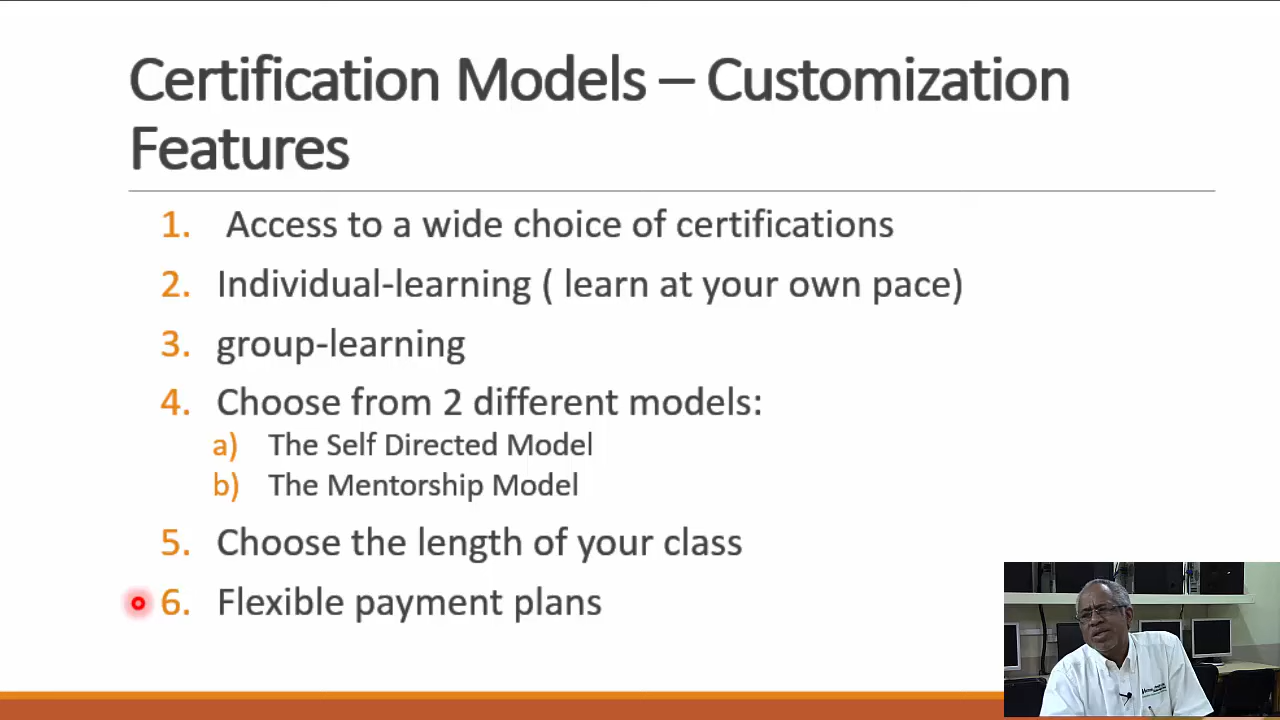 Certification Models – Customization
Features
1. Access to a wide choice of certifications
2. Individual-learning ( learn at your own pace)
3. group-learning
4. Choose from 2 different models:
a) The Self Directed Model
b) The Mentorship Model
5. Choose the length of your class
6. Flexible payment plans